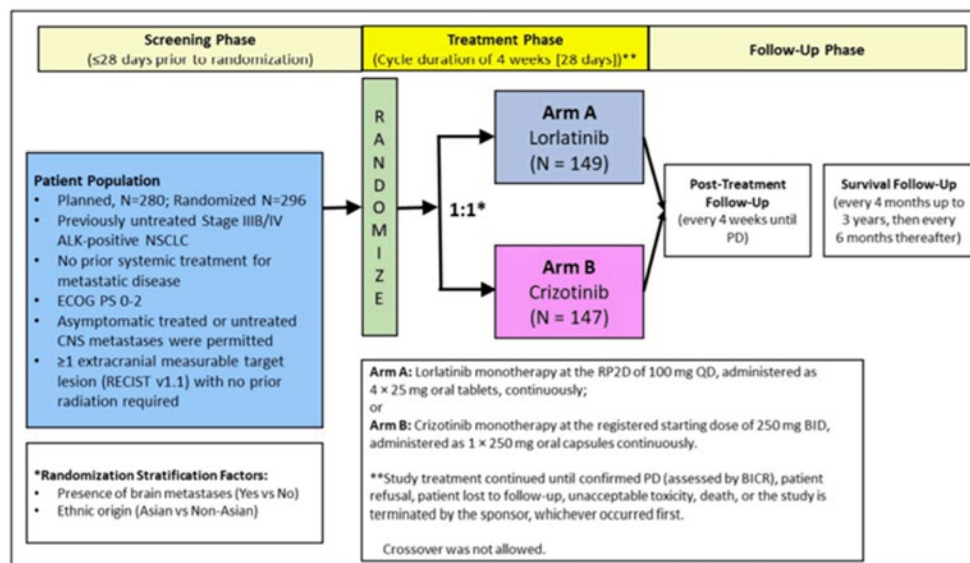 Screening Phase
(≤28 days prior to randomization)
Treatment Phase
(Cycle duration of 4 weeks [28 days])**
Follow-Up Phase
Patient Population
• Planned, N=280; Randomized N=296
• Previously untreated Stage IIIB/IV
ALK-positive NSCLC
• No prior systemic treatment for
metastatic disease
• ECOG PS 0-2
• Asymptomatic treated or untreated
CNS metastases were permitted
• ≥1 extracranial measurable target
lesion (RECIST v1.1) with no prior
radiation required
*Randomization Stratification Factors:
• Presence of brain metastases (Yes vs No)
• Ethnic origin (Asian vs Non-Asian)
R
A
N
D
O
M
I
Z
E
1:1*
Arm A
Lorlatinib
(N = 149)
Arm B
Crizotinib
(N = 147)
Post-Treatment
Follow-Up
(every 4 weeks until
PD)
Survival Follow-Up
(every 4 months up to
3 years, then every
6 months thereafter)
Arm A: Lorlatinib monotherapy at the RP2D of 100 mg QD, administered as
4 × 25 mg oral tablets, continuously;
or
Arm B: Crizotinib monotherapy at the registered starting dose of 250 mg BID,
administered as 1 × 250 mg oral capsules continuously.
**Study treatment continued until confirmed PD (assessed by BICR), patient
refusal, patient lost to follow-up, unacceptable toxicity, death, or the study is
terminated by the sponsor, whichever occurred first.
Crossover was not allowed.